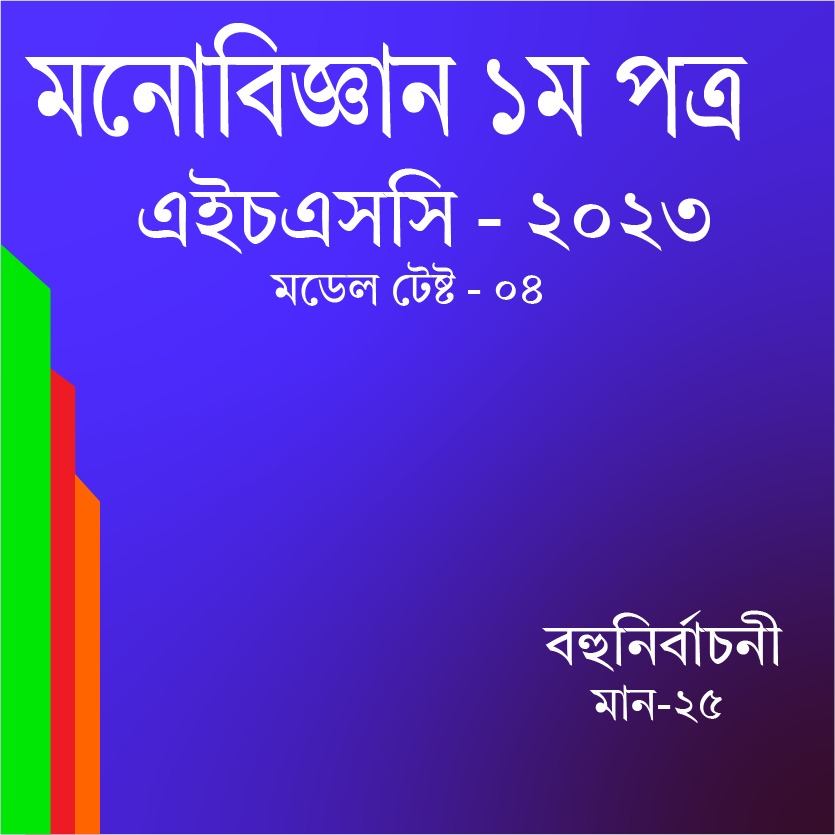 মনোবিজ্ঞান ১ম পত্র
এইচএসসি - ২০২৩
মডেল টেষ্ট - ০৪
বহুনির্বাচনী
মান-২৫